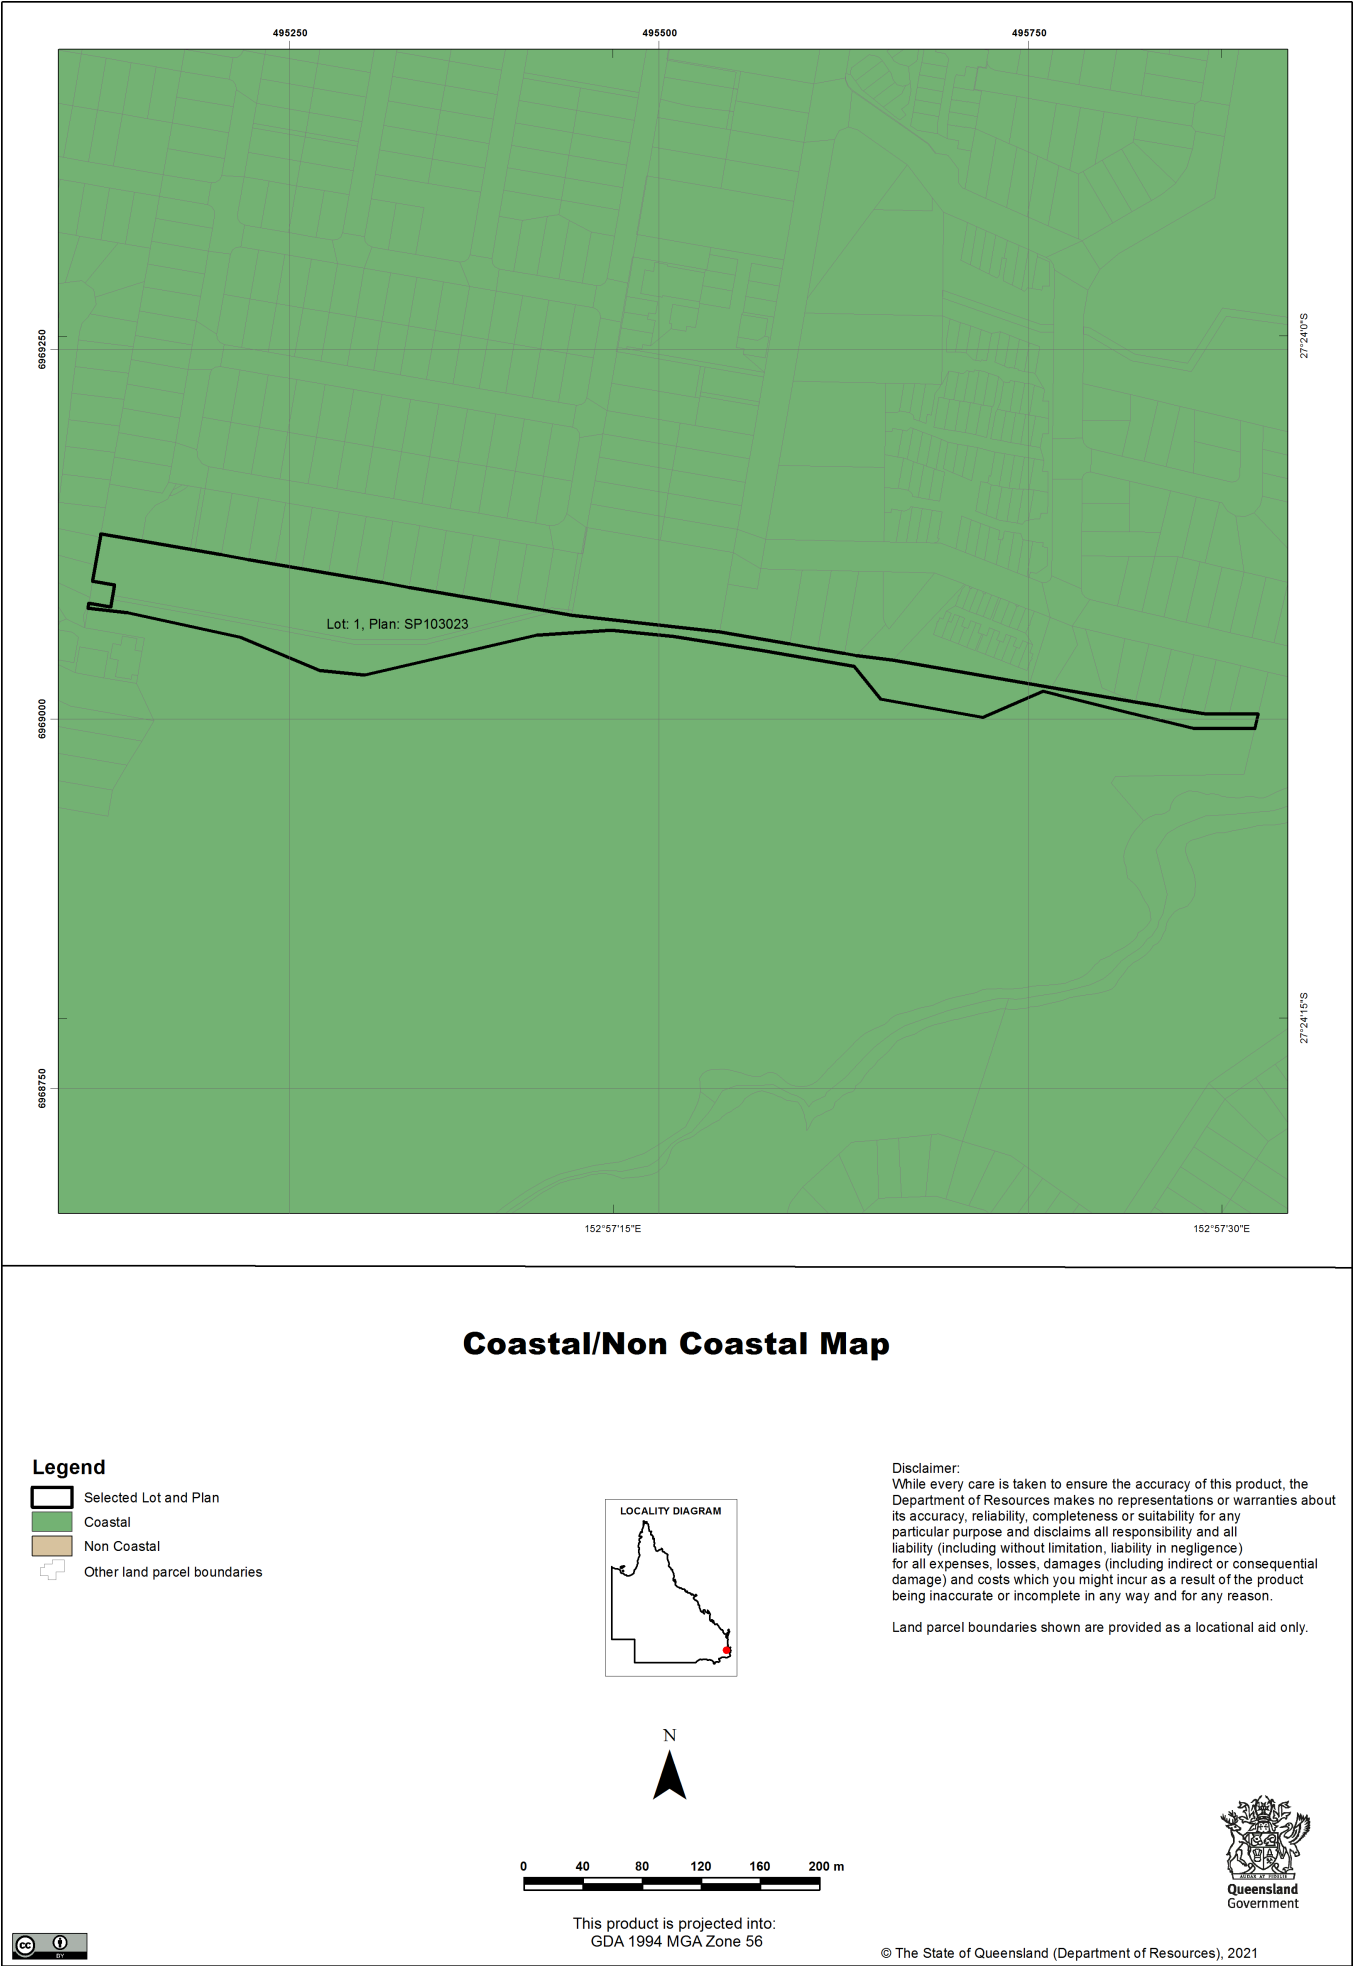 495250
495500
495750
6969250
27°24'0"S
Lot: 1, Plan: SP103023
6969000
27°24'15"S
6968750
152°57'15"E
152°57'30"E
Coastal/Non Coastal Map
Legend
Selected Lot and Plan
Coastal
Non Coastal
Other land parcel boundaries
LOCALITY DIAGRAM
N
0 40 80 120 160 200 m
This product is projected into:
GDA 1994 MGA Zone 56
Disclaimer:
While every care is taken to ensure the accuracy of this product, the
Department of Resources makes no representations or warranties about
its accuracy, reliability, completeness or suitability for any
particular purpose and disclaims all responsibility and all
liability (including without limitation, liability in negligence)
for all expenses, losses, damages (including indirect or consequential
damage) and costs which you might incur as a result of the product
being inaccurate or incomplete in any way and for any reason.
Land parcel boundaries shown are provided as a locational aid only.
AUDAX AT FIDELIS
Queensland
Government
cc
BY
© The State of Queensland (Department of Resources), 2021